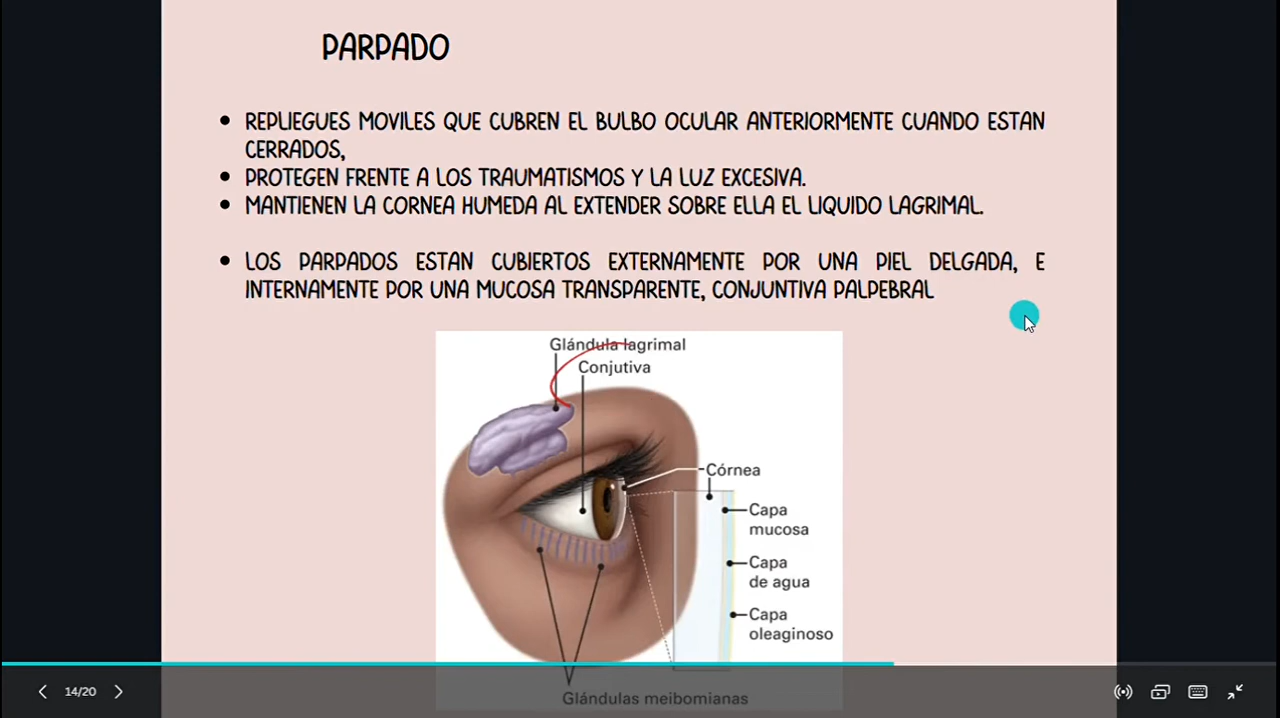 PARPADO
• REPLIEGUES MOVILES QUE CUBREN EL BULBO OCULAR ANTERIORMENTE CUANDO ESTAN
CERRADOS,
• PROTEGEN FRENTE A LOS TRAUMATISMOS Y LA LUZ EXCESIVA.
• MANTIENEN LA CORNEA HUMEDA AL EXTENDER SOBRE ELLA EL LIQUIDO LAGRIMAL.
• LOS PARPADOS ESTAN CUBIERTOS EXTERNAMENTE POR UNA PIEL DELGADA, E
INTERNAMENTE POR UNA MUCOSA TRANSPARENTE, CONJUNTIVA PALPEBRAL
Glándula lagrimal
Conjutiva
Córnea
Capa
mucosa
Capa
de agua
Capa
oleaginoso
Glándulas meibomianas
14/20